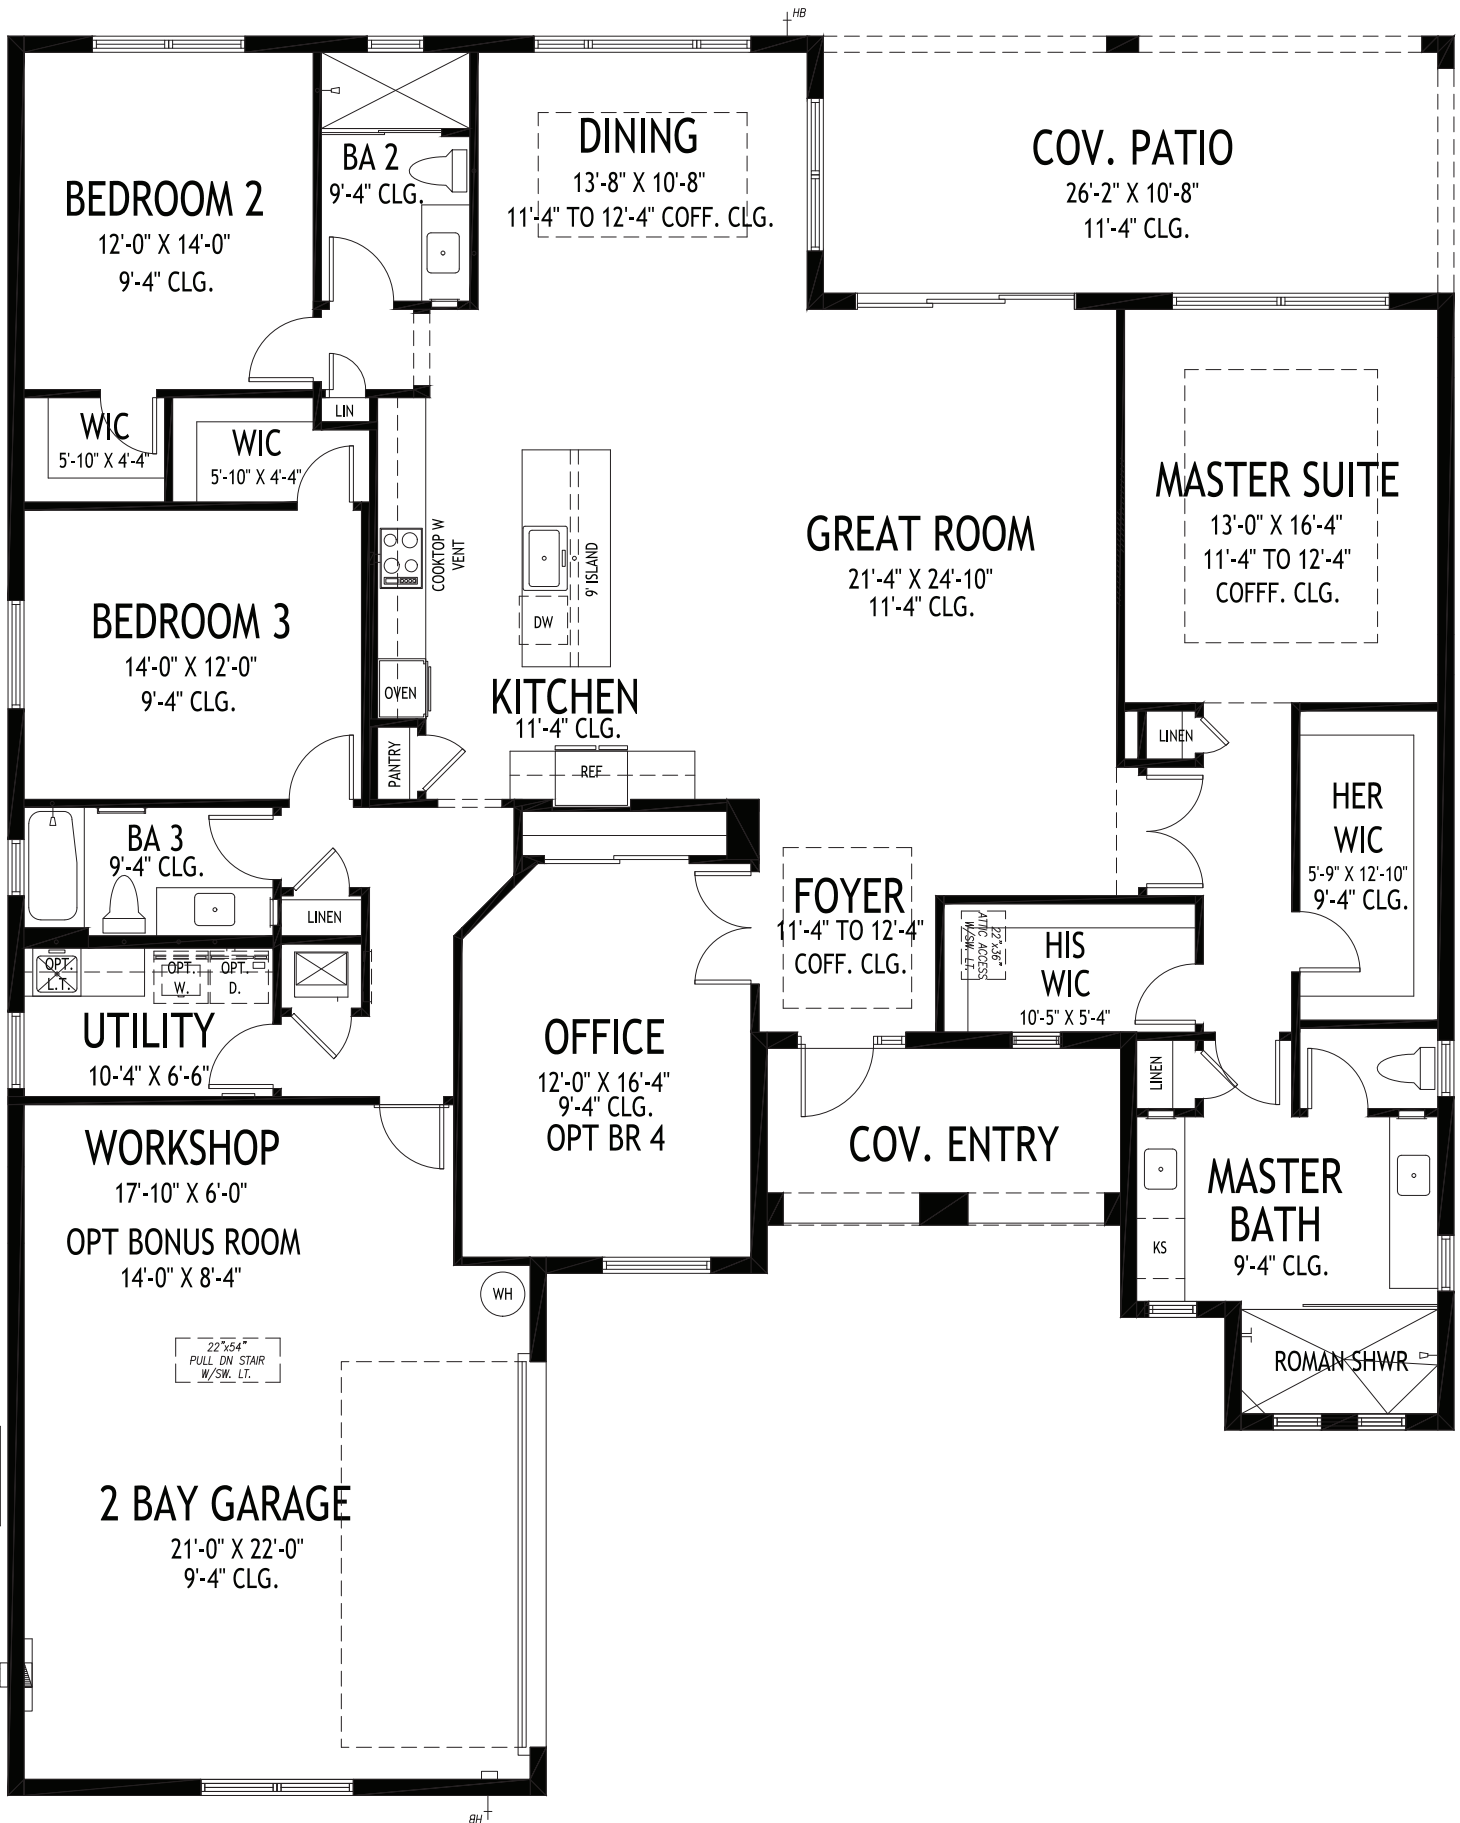 HB
DINING
13'-8" X 10'-8"
11'-4" TO 12'-4" COFF. CLG.
COV. PATIO
26'-2" X 10'-8"
11'-4" CLG.
BA 2
9'-4" CLG.
BEDROOM 2
12'-0" X 14'-0"
9'-4" CLG.
LIN
WIC
5'-10" X 4'-4"
WIC
5'-10" X 4'-4"
MASTER SUITE
13'-0" X 16'-4"
11'-4" TO 12'-4"
COFFF. CLG.
GREAT ROOM
21'-4" X 24'-10"
11'-4" CLG.
COOKTOP W
VENT
9' ISLAND
DW
BEDROOM 3
14'-0" X 12'-0"
9'-4" CLG.
OVEN
KITCHEN
11'-4" CLG.
PANTRY
REF
LINEN
HER
WIC
5'-9" X 12'-10"
9'-4" CLG.
BA 3
9'-4" CLG.
LINEN
FOYER
11'-4" TO 12'-4"
COFF. CLG.
22"x36"
ATTIC ACCESS
W/SW. LT.
HIS
WIC
10'-5" X 5'-4"
OPT.
L.T.
OPT.
W.
OPT.
D.
UTILITY
10-'4" X 6'-6"
OFFICE
12'-0" X 16'-4"
9'-4" CLG.
OPT BR 4
LINEN
COV. ENTRY
WORKSHOP
17'-10" X 6'-0"
OPT BONUS ROOM
14'-0" X 8'-4"
MASTER
BATH
9'-4" CLG.
KS
WH
22"x54"
PULL DN STAIR
W/SW. LT.
ROMAN SHWR
2 BAY GARAGE
21'-0" X 22'-0"
9'-4" CLG.
HB